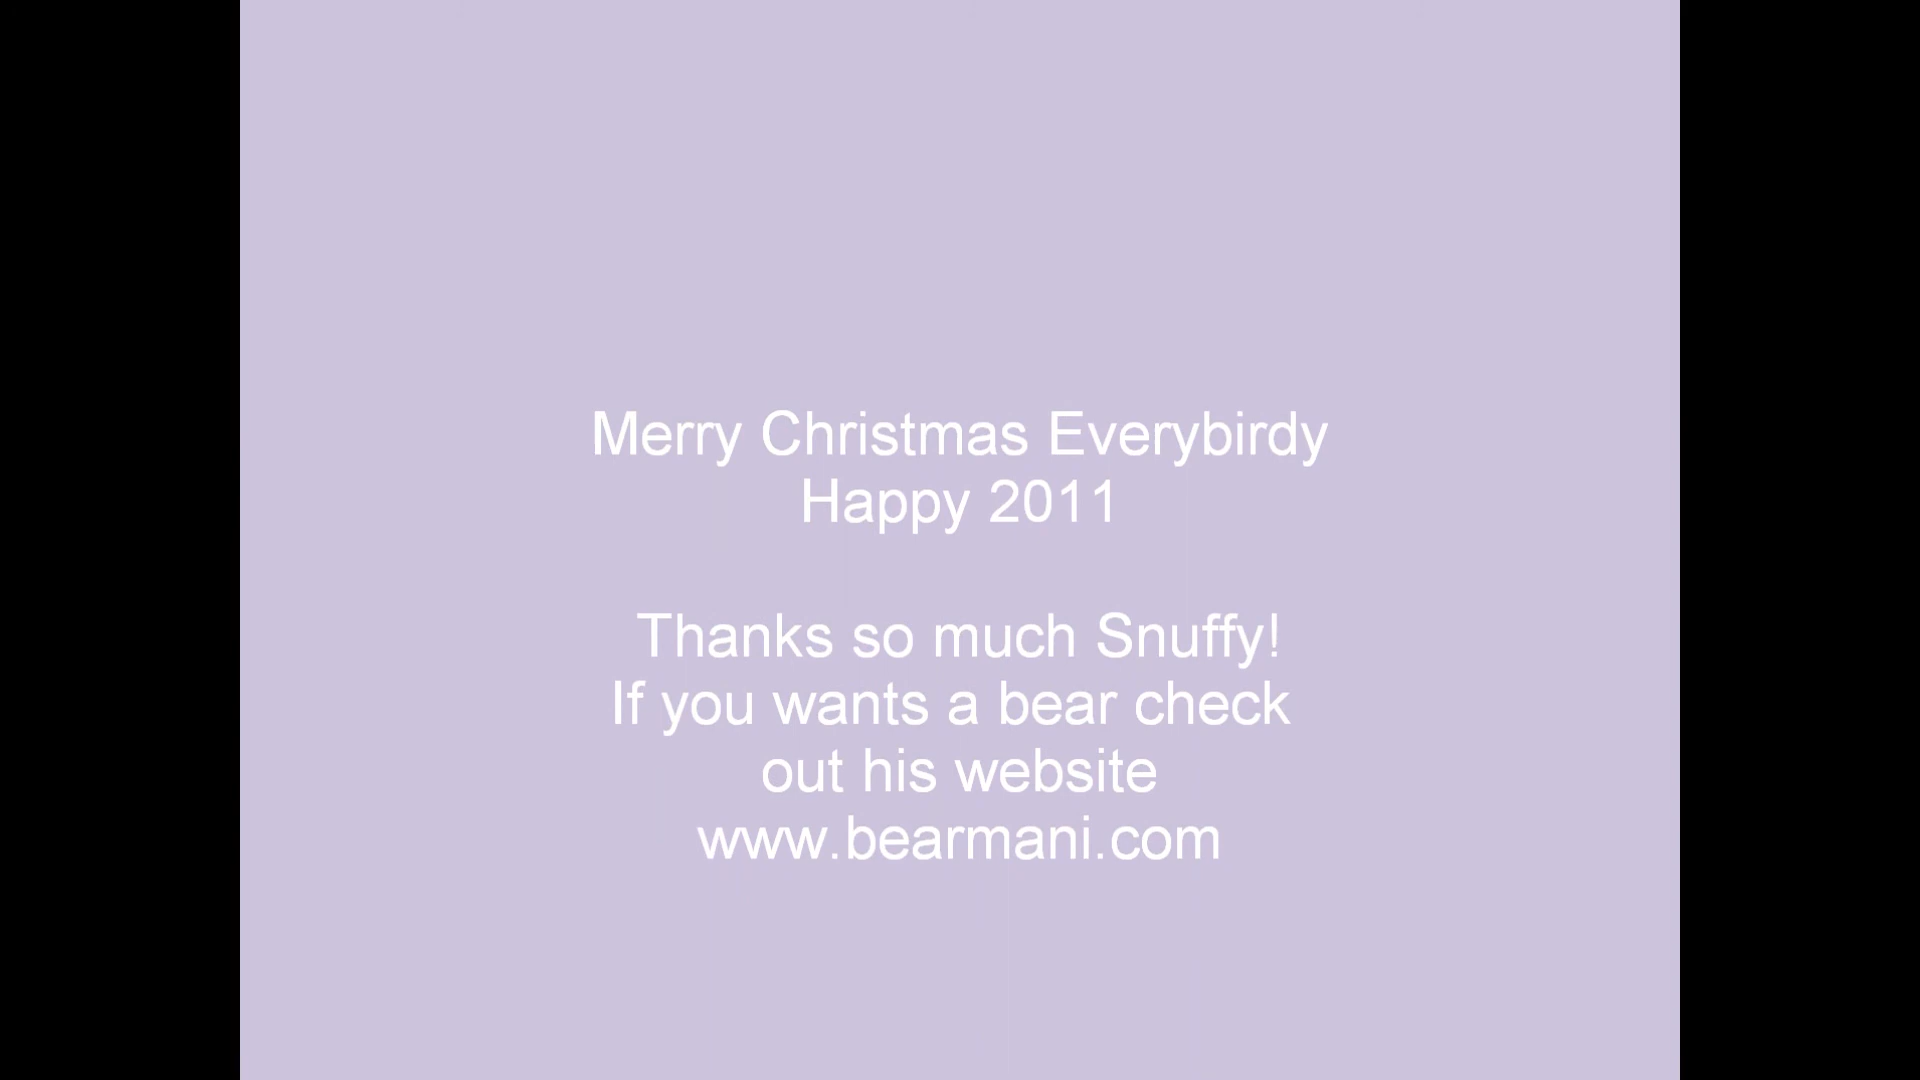 Merry Christmas Everybirdy
Happy 2011
Thanks so much Snuffy!
If you wants a bear check
out his website
www.bearmani.com